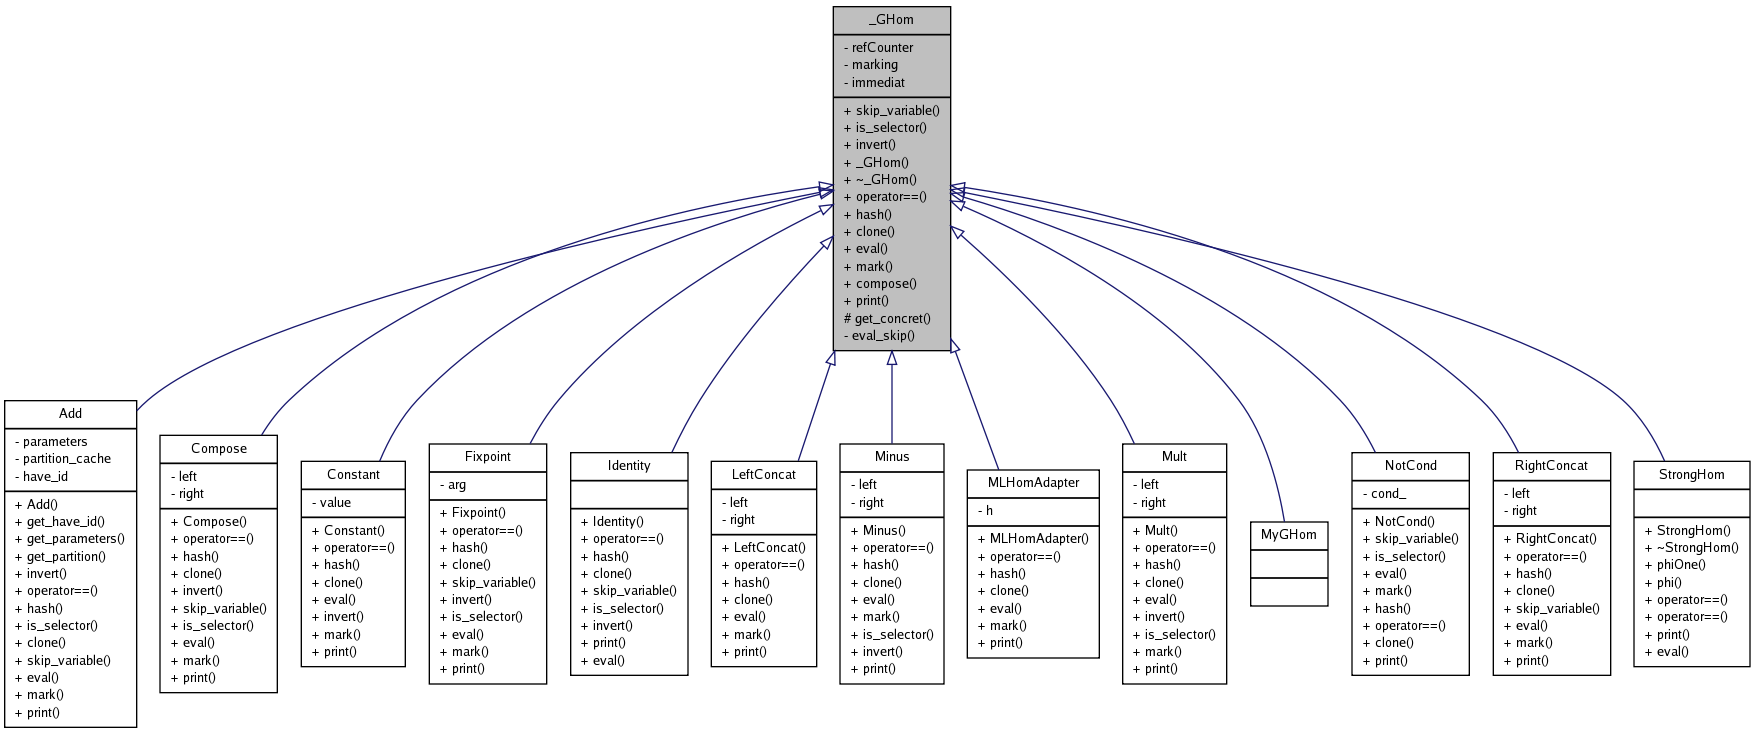 _GHom
- refCounter
- marking
- immediat
+ skip_variable()
+ is_selector()
+ invert()
+ _GHom()
+ ~_GHom()
+ operator==()
+ hash()
+ clone()
+ eval()
+ mark()
+ compose()
+ print()
# get_concret()
- eval_skip()
Add
- parameters
- partition_cache
- have_id
+ Add()
+ get_have_id()
+ get_parameters()
+ get_partition()
+ invert()
+ operator==()
+ hash()
+ is_selector()
+ clone()
+ skip_variable()
+ eval()
+ mark()
+ print()
Compose
- left
- right
+ Compose()
+ operator==()
+ hash()
+ clone()
+ invert()
+ skip_variable()
+ is_selector()
+ eval()
+ mark()
+ print()
Constant
- value
+ Constant()
+ operator==()
+ hash()
+ clone()
+ eval()
+ invert()
+ mark()
+ print()
Fixpoint
- arg
+ Fixpoint()
+ operator==()
+ hash()
+ clone()
+ skip_variable()
+ invert()
+ is_selector()
+ eval()
+ mark()
+ print()
Identity
+ Identity()
+ operator==()
+ hash()
+ clone()
+ skip_variable()
+ is_selector()
+ invert()
+ print()
+ eval()
LeftConcat
- left
- right
+ LeftConcat()
+ operator==()
+ hash()
+ clone()
+ eval()
+ mark()
+ print()
Minus
- left
- right
+ Minus()
+ operator==()
+ hash()
+ clone()
+ eval()
+ mark()
+ is_selector()
+ invert()
+ print()
MLHomAdapter
- h
+ MLHomAdapter()
+ operator==()
+ hash()
+ clone()
+ eval()
+ mark()
+ print()
Mult
- left
- right
+ Mult()
+ operator==()
+ hash()
+ clone()
+ eval()
+ invert()
+ is_selector()
+ mark()
+ print()
MyGHom
NotCond
- cond_
+ NotCond()
+ skip_variable()
+ is_selector()
+ eval()
+ mark()
+ hash()
+ operator==()
+ clone()
+ print()
RightConcat
- left
- right
+ RightConcat()
+ operator==()
+ hash()
+ clone()
+ skip_variable()
+ eval()
+ mark()
+ print()
StrongHom
+ StrongHom()
+ ~StrongHom()
+ phiOne()
+ phi()
+ operator==()
+ operator==()
+ print()
+ eval()